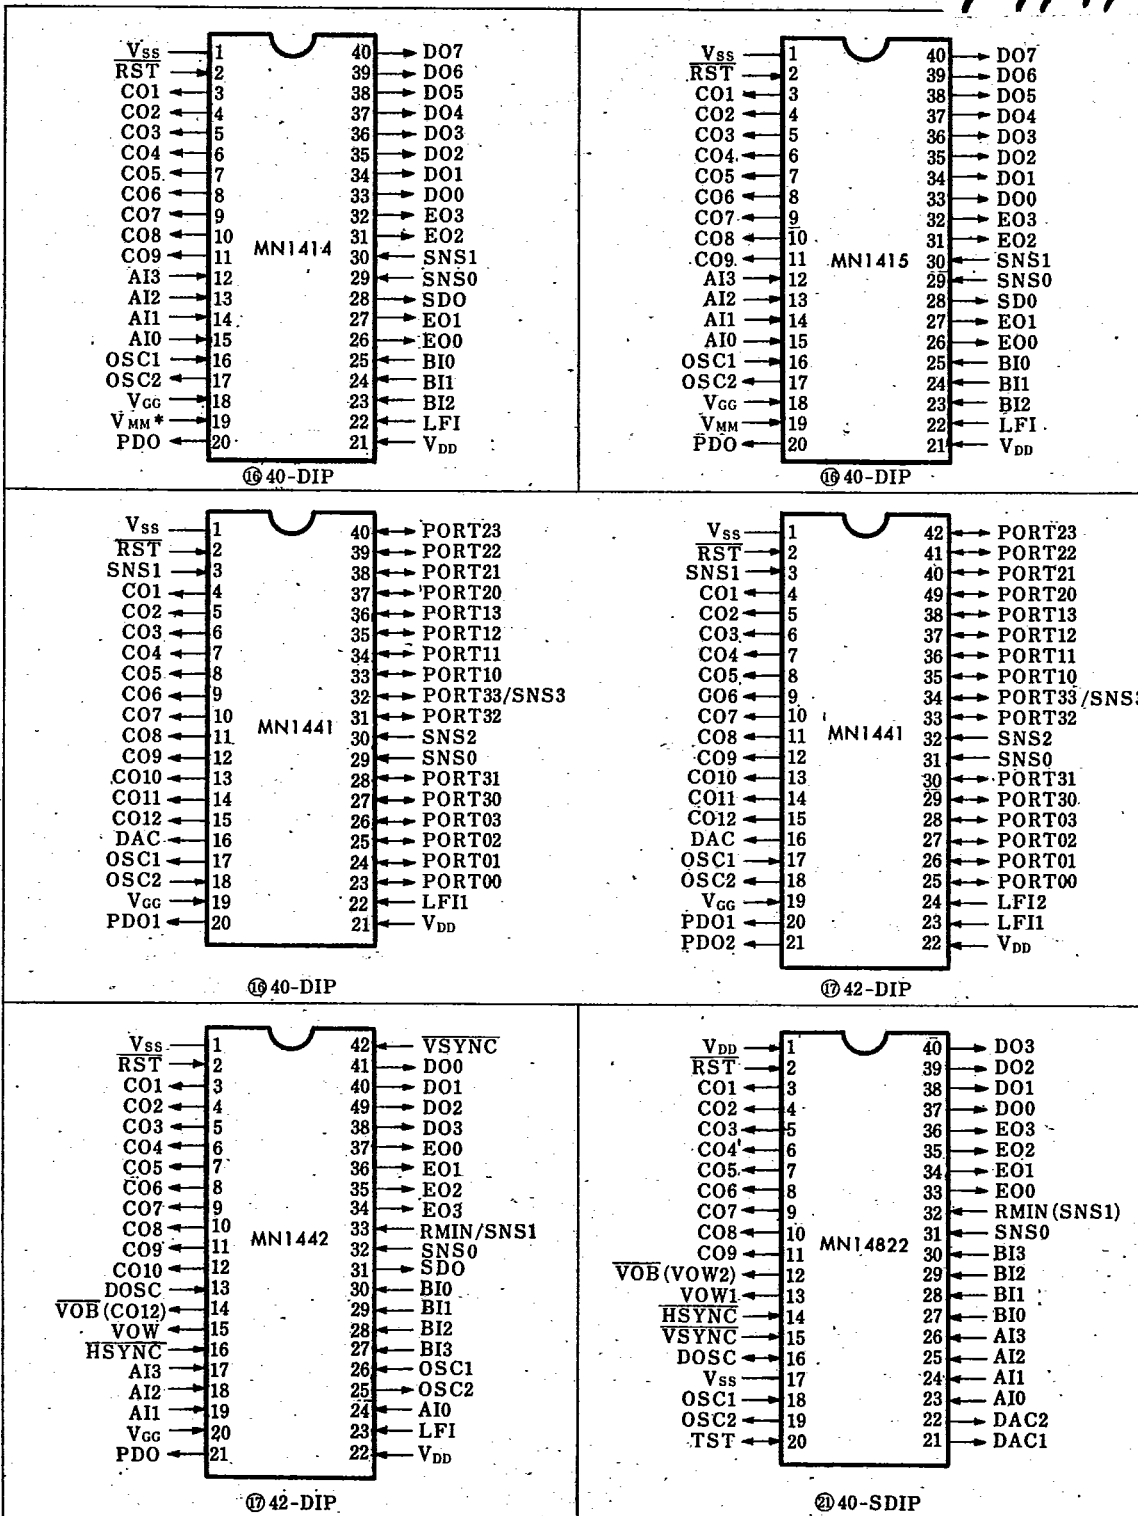 VSS 1 40 DO7
RST 2 39 DO6
CO1 3 38 DO5
CO2 4 37 DO4
CO3 5 36 DO3
CO4 6 35 DO2
CO5 7 34 DO1
CO6 8 33 DO0
CO7 9 32 EO3
CO8 10 31 EO2
CO9 11 30 SNS1
AI3 12 29 SNS0
AI2 13 28 SDO
AI1 14 27 EO1
AI0 15 26 EO0
OSC1 16 25 BI0
OSC2 17 24 BI1
VGG 18 23 BI2
VMM* 19 22 LFI
PDO 20 21 VDD
MN1414
⑯ 40-DIP
VSS 1 40 DO7
RST 2 39 DO6
CO1 3 38 DO5
CO2 4 37 DO4
CO3 5 36 DO3
CO4 6 35 DO2
CO5 7 34 DO1
CO6 8 33 DO0
CO7 9 32 EO3
CO8 10 31 EO2
CO9 11 30 SNS1
AI3 12 29 SNS0
AI2 13 28 SD0
AI1 14 27 EO1
AI0 15 26 EO0
OSC1 16 25 BI0
OSC2 17 24 BI1
VGG 18 23 BI2
VMM 19 22 LFI
PDO 20 21 VDD
MN1415
⑯ 40-DIP
VSS 1 40 PORT23
RST 2 39 PORT22
SNS1 3 38 PORT21
CO1 4 37 PORT20
CO2 5 36 PORT13
CO3 6 35 PORT12
CO4 7 34 PORT11
CO5 8 33 PORT10
CO6 9 32 PORT33/SNS3
CO7 10 31 PORT32
CO8 11 30 SNS2
CO9 12 29 SNS0
CO10 13 28 PORT31
CO11 14 27 PORT30
CO12 15 26 PORT03
DAC 16 25 PORT02
OSC1 17 24 PORT01
OSC2 18 23 PORT00
VGG 19 22 LFI1
PDO1 20 21 VDD
MN1441
⑯ 40-DIP
VSS 1 42 PORT23
RST 2 41 PORT22
SNS1 3 40 PORT21
CO1 4 49 PORT20
CO2 5 38 PORT13
CO3 6 37 PORT12
CO4 7 36 PORT11
CO5 8 35 PORT10
GO6 9 34 PORT33/SNS3
CO7 10 33 PORT32
CO8 11 32 SNS2
CO9 12 31 SNS0
CO10 13 30 PORT31
CO11 14 29 PORT30
CO12 15 28 PORT03
DAC 16 27 PORT02
OSC1 17 26 PORT01
OSC2 18 25 PORT00
VGG 19 24 LFI2
PDO1 20 23 LFI1
PDO2 21 22 VDD
MN1441
⑰ 42-DIP
VSS 1 42 VSYNC
RST 2 41 DO0
CO1 3 40 DO1
CO2 4 49 DO2
CO3 5 38 DO3
CO4 6 37 EO0
CO5 7 36 EO1
CO6 8 35 EO2
CO7 9 34 EO3
CO8 10 33 RMIN/SNS1
CO9 11 32 SNS0
CO10 12 31 SDO
DOSC 13 30 BI0
VOB(CO12) 14 29 BI1
VOW 15 28 BI2
HSYNC 16 27 BI3
AI3 17 26 OSC1
AI2 18 25 OSC2
AI1 19 24 AI0
VGG 20 23 LFI
PDO 21 22 VDD
MN1442
⑰ 42-DIP
VDD 1 40 DO3
RST 2 39 DO2
CO1 3 38 DO1
CO2 4 37 DO0
CO3 5 36 EO3
CO4 6 35 EO2
CO5 7 34 EO1
CO6 8 33 EO0
CO7 9 32 RMIN(SNS1)
CO8 10 31 SNS0
CO9 11 30 BI3
VOB(VOW2) 12 29 BI2
VOW1 13 28 BI1
HSYNC 14 27 BI0
VSYNC 15 26 AI3
DOSC 16 25 AI2
VSS 17 24 AI1
OSC1 18 23 AI0
OSC2 19 22 DAC2
TST 20 21 DAC1
MN14822
㉑ 40-SDIP